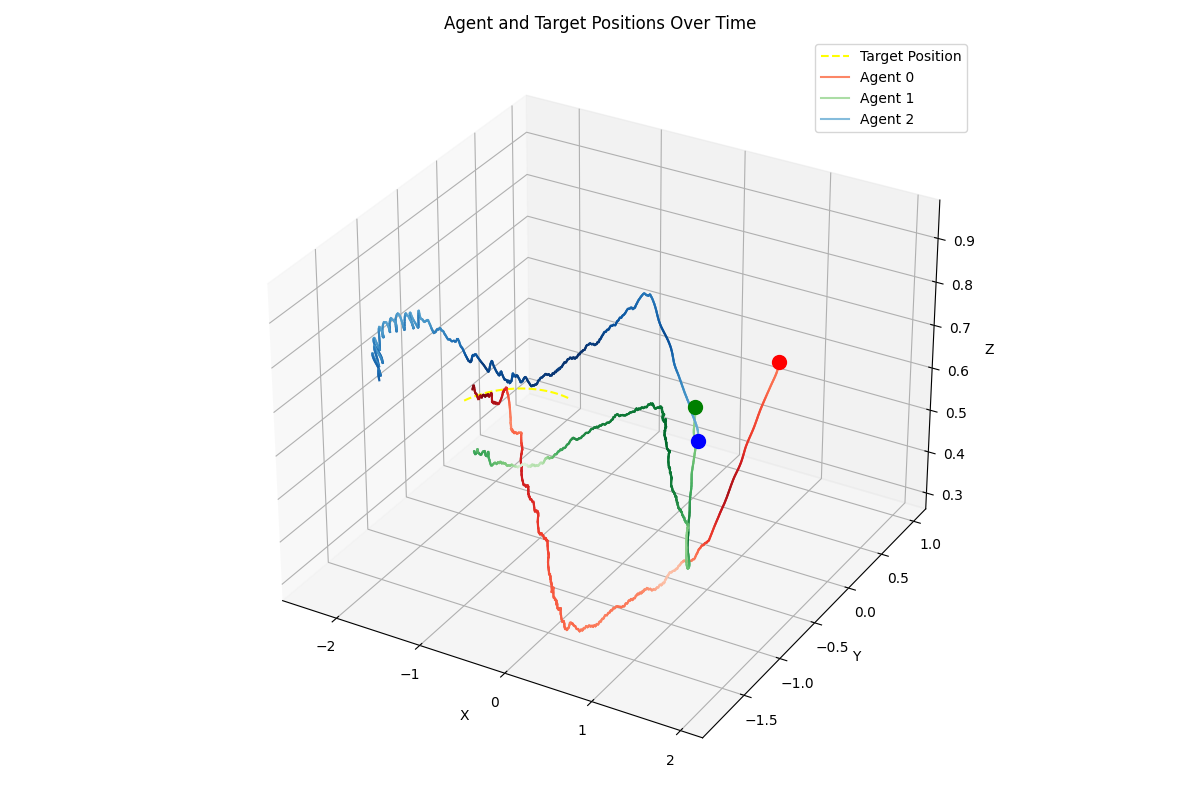 Agent and Target Positions Over Time
Target Position
Agent 0
Agent 1
Agent 2
Z
0.9
0.8
0.7
0.6
0.5
0.4
0.3
1.0
0.5
0.0
−0.5
−1.0
−1.5
Y
−2
−1
0
1
2
X